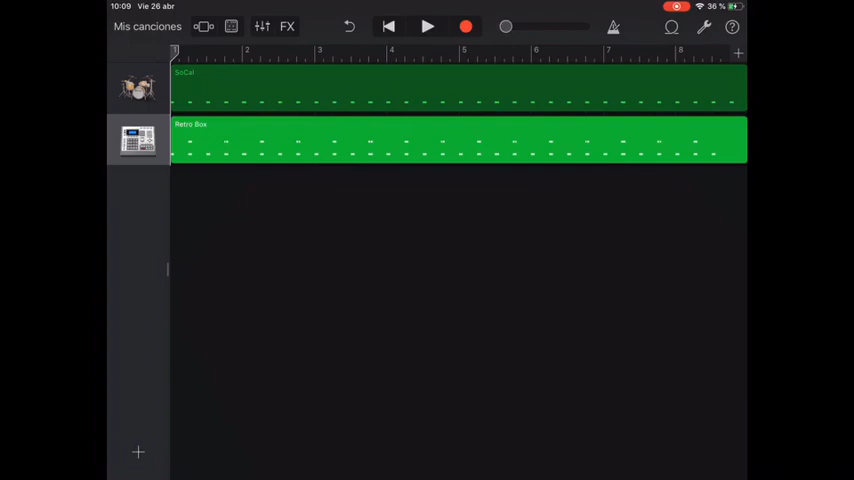 10:09 Vie 26 abr
36 %
Mis canciones
FX
1 2 3 4 5 6 7 8
SoCal
Retro Box